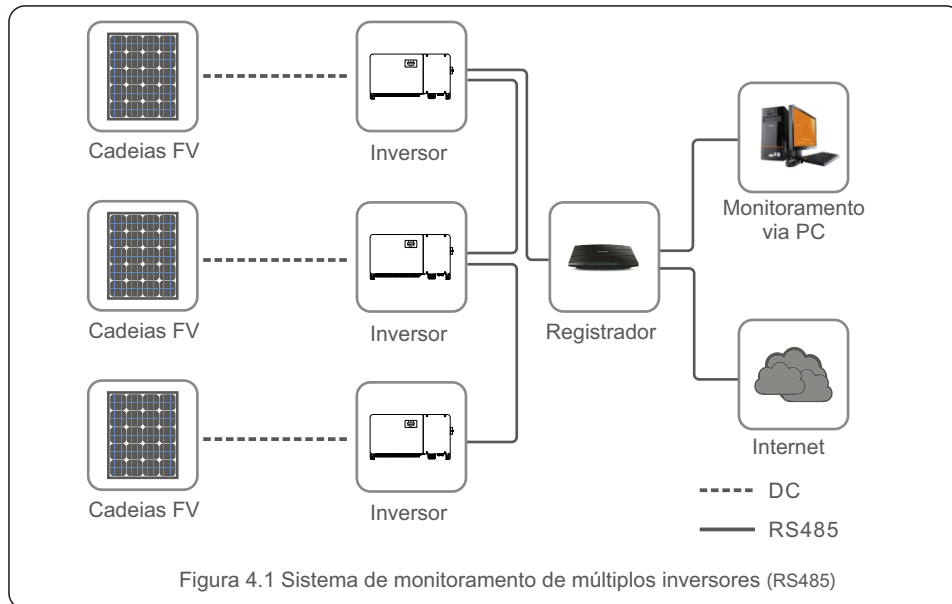 Cadeias FV
Inversor
Cadeias FV
Inversor
Cadeias FV
Inversor
Registrador
Monitoramento
via PC
Internet
DC
RS485
Figura 4.1 Sistema de monitoramento de múltiplos inversores (RS485)